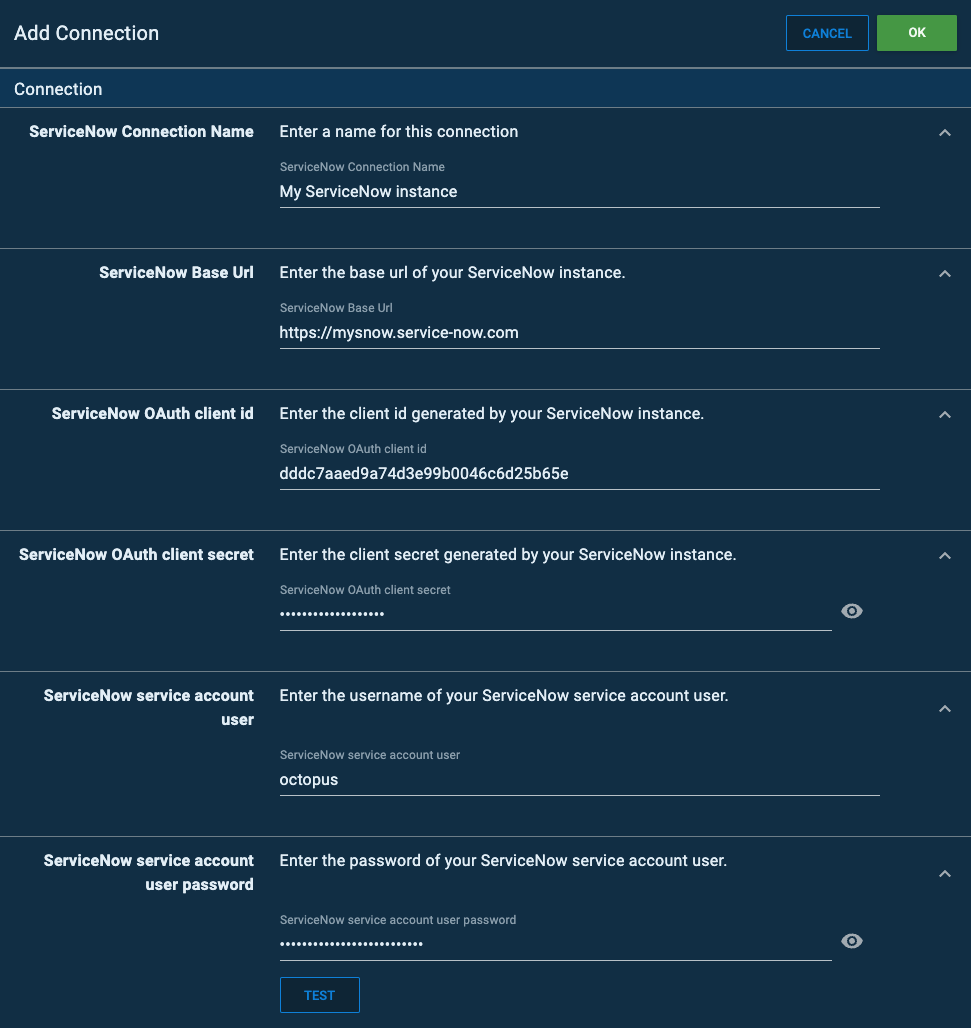 Add Connection
CANCEL
OK
Connection
ServiceNow Connection Name
Enter a name for this connection
ServiceNow Connection Name
My ServiceNow instance
ServiceNow Base Url
Enter the base url of your ServiceNow instance.
ServiceNow Base Url
https://mysnow.service-now.com
ServiceNow OAuth client id
Enter the client id generated by your ServiceNow instance.
ServiceNow OAuth client id
dddc7aaed9a74d3e99b0046c6d25b65e
ServiceNow OAuth client secret
Enter the client secret generated by your ServiceNow instance.
ServiceNow OAuth client secret
ServiceNow service account
user
Enter the username of your ServiceNow service account user.
ServiceNow service account user
octopus
ServiceNow service account
user password
Enter the password of your ServiceNow service account user.
ServiceNow service account user password
TEST